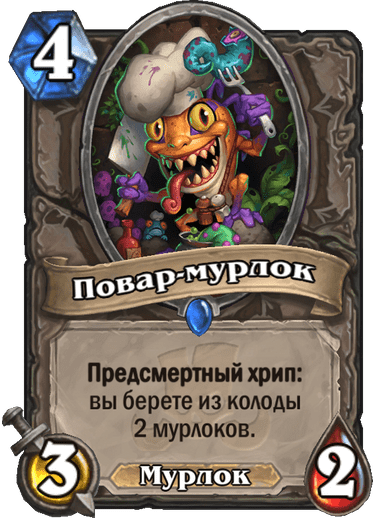 4
Повар-мурлок
Предсмертный хрип:
вы берете из колоды
2 мурлоков.
3
Мурлок
2